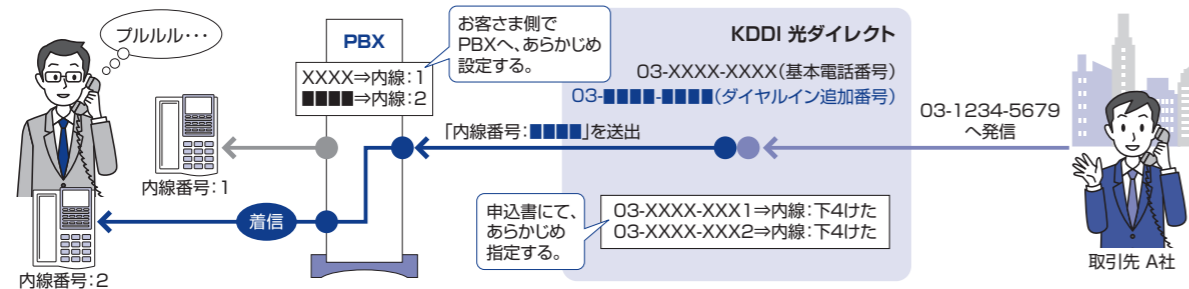 プルルル・・・
PBX
お客さま側で
PBXへ、あらかじめ
設定する。
XXXX⇒内線：1
■■■■⇒内線：2
KDDI 光ダイレクト
03-XXXX-XXXX（基本電話番号）
03-■■■■-■■■■（ダイヤルイン追加番号）
03-1234-5679
へ発信
「内線番号：■■■■」を送出
内線番号：1
着信
申込書にて、
あらかじめ
指定する。
03-XXXX-XXX1⇒内線：下4けた
03-XXXX-XXX2⇒内線：下4けた
取引先 A社
内線番号：2